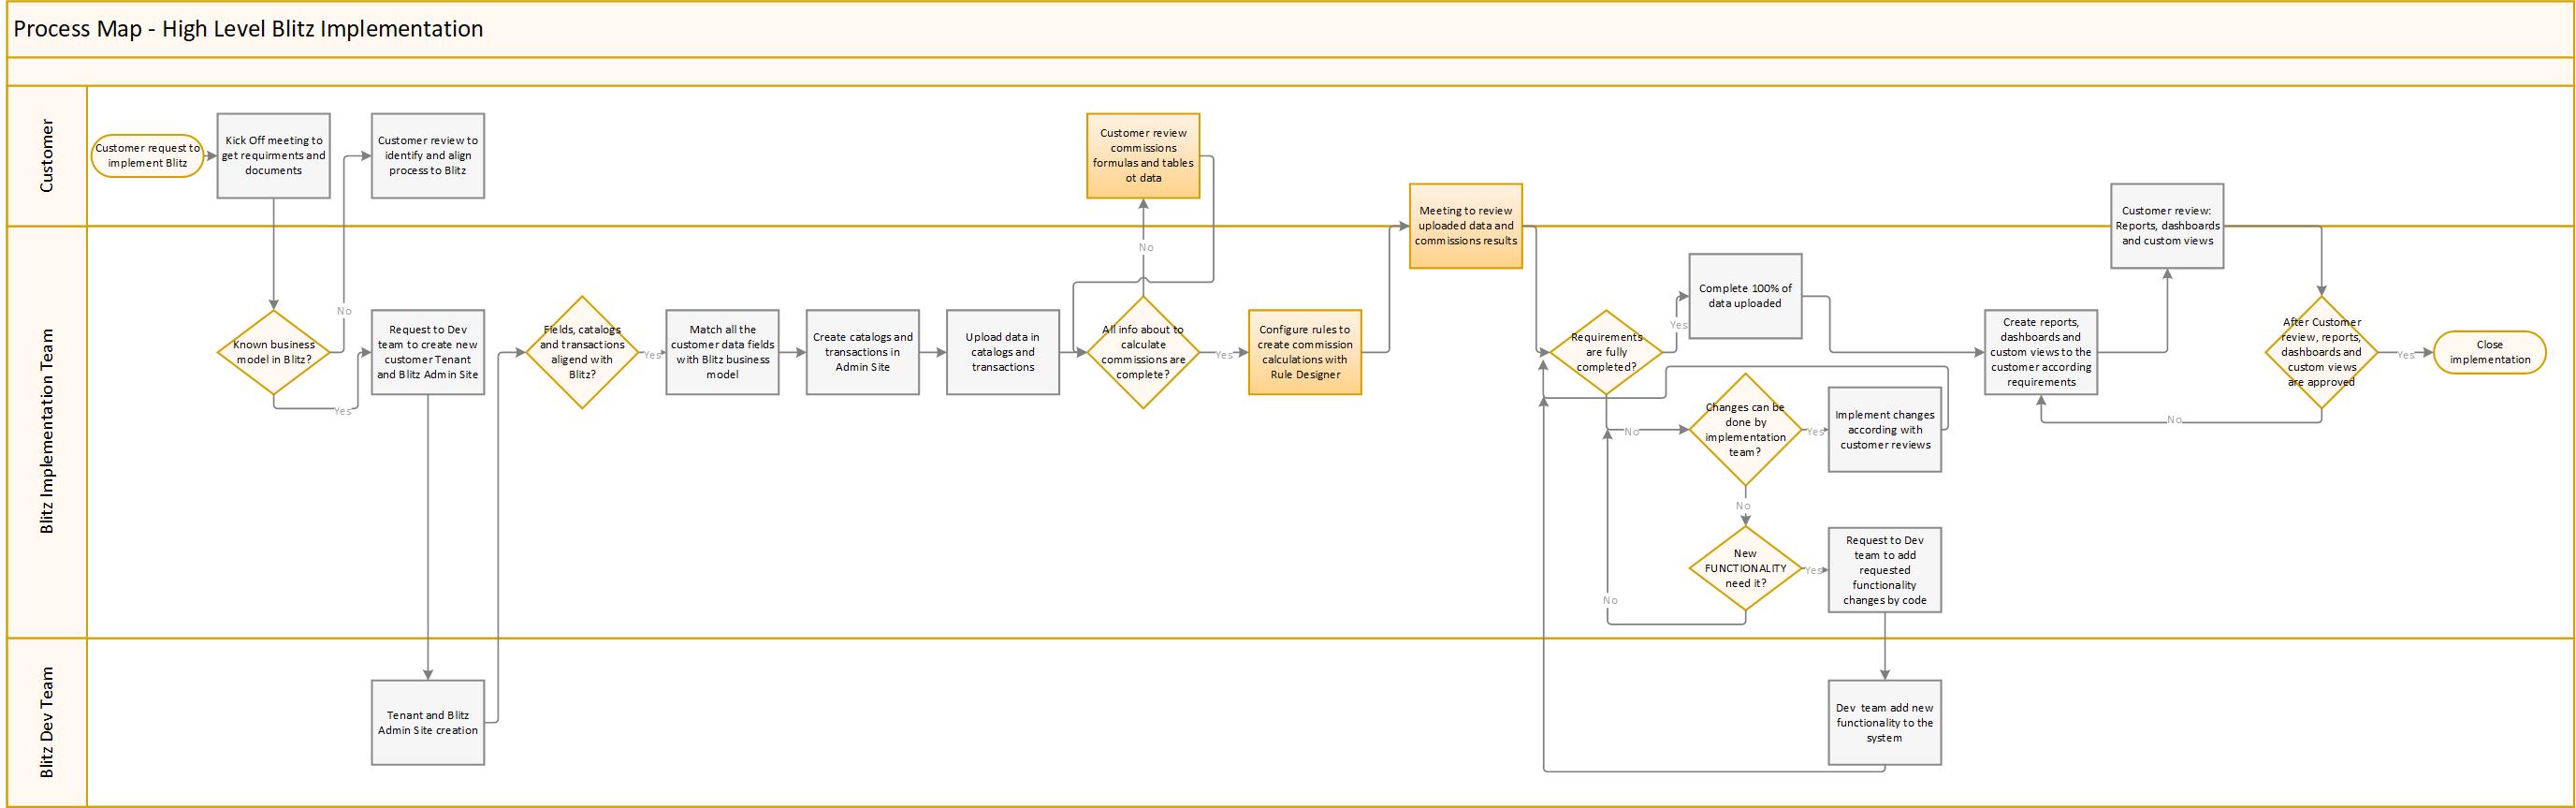 Process Map - High Level Blitz Implementation
Customer
Customer request to
implement Blitz
Kick Off meeting to
get requirments and
documents
Customer review to
identify and align
process to Blitz
Customer review
commissions
formulas and tables
ot data
Meeting to review
uploaded data and
commissions results
Customer review:
Reports, dashboards
and custom views
Blitz Implementation Team
Known business
model in Blitz?
No
Yes
Request to Dev
team to create new
customer Tenant
and Blitz Admin Site
Fields, catalogs
and transactions
aligend with
Blitz?
Yes
Match all the
customer data fields
with Blitz business
model
Create catalogs and
transactions in
Admin Site
Upload data in
catalogs and
transactions
All info about to
calculate
commissions are
complete?
No
Yes
Configure rules to
create commission
calculations with
Rule Designer
Requirements
are fully
completed?
Yes
Complete 100% of
data uploaded
No
Changes can be
done by
implementation
team?
Yes
Implement changes
according with
customer reviews
No
New
FUNCTIONALITY
need it?
No
Yes
Request to Dev
team to add
requested
functionality
changes by code
Create reports,
dashboards and
custom views to the
customer according
requirements
After Customer
review, reports,
dashboards and
custom views
are approved
No
Yes
Close
implementation
Blitz Dev Team
Tenant and Blitz
Admin Site creation
Dev team add new
functionality to the
system